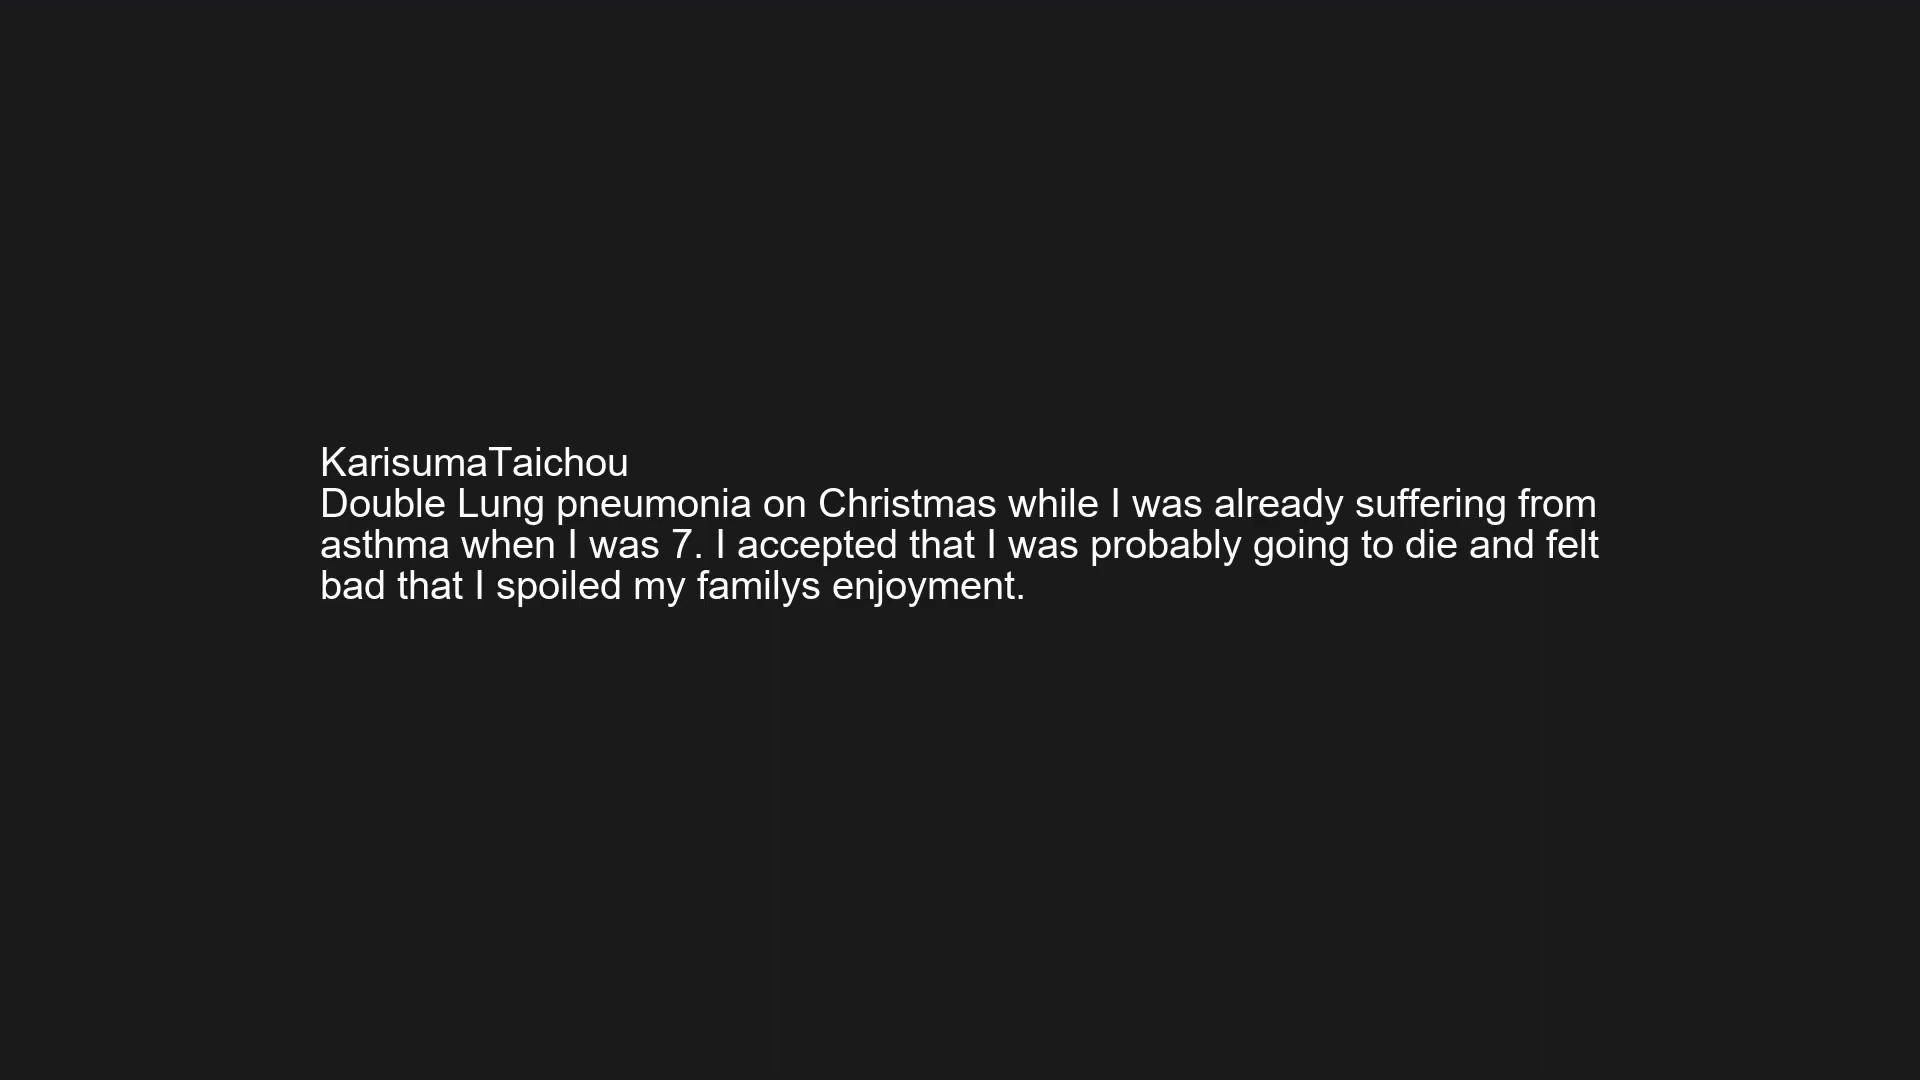 KarisumaTaichou
Double Lung pneumonia on Christmas while I was already suffering from
asthma when I was 7. I accepted that I was probably going to die and felt
bad that I spoiled my familys enjoyment.